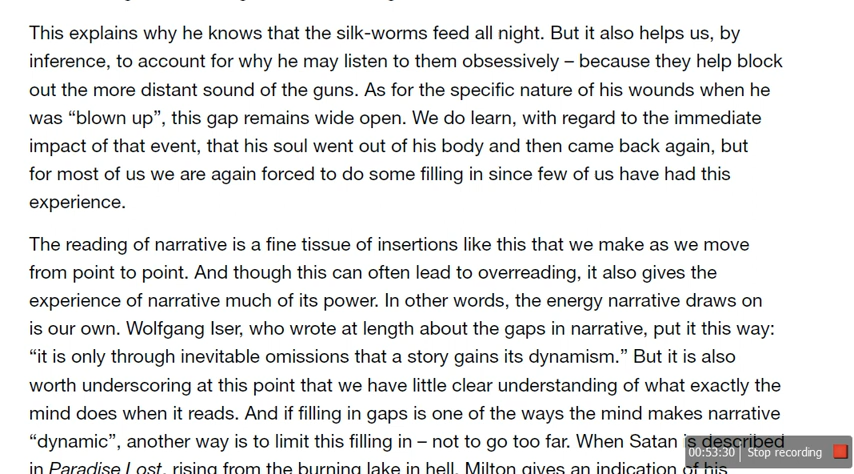 This explains why he knows that the silk-worms feed all night. But it also helps us, by
inference, to account for why he may listen to them obsessively – because they help block
out the more distant sound of the guns. As for the specific nature of his wounds when he
was “blown up”, this gap remains wide open. We do learn, with regard to the immediate
impact of that event, that his soul went out of his body and then came back again, but
for most of us we are again forced to do some filling in since few of us have had this
experience.
The reading of narrative is a fine tissue of insertions like this that we make as we move
from point to point. And though this can often lead to overreading, it also gives the
experience of narrative much of its power. In other words, the energy narrative draws on
is our own. Wolfgang Iser, who wrote at length about the gaps in narrative, put it this way:
“it is only through inevitable omissions that a story gains its dynamism.” But it is also
worth underscoring at this point that we have little clear understanding of what exactly the
mind does when it reads. And if filling in gaps is one of the ways the mind makes narrative
“dynamic”, another way is to limit this filling in – not to go too far. When Satan is described
in Paradise Lost, rising from the burning lake in hell, Milton gives an indication of his
00:53:30 Stop recording